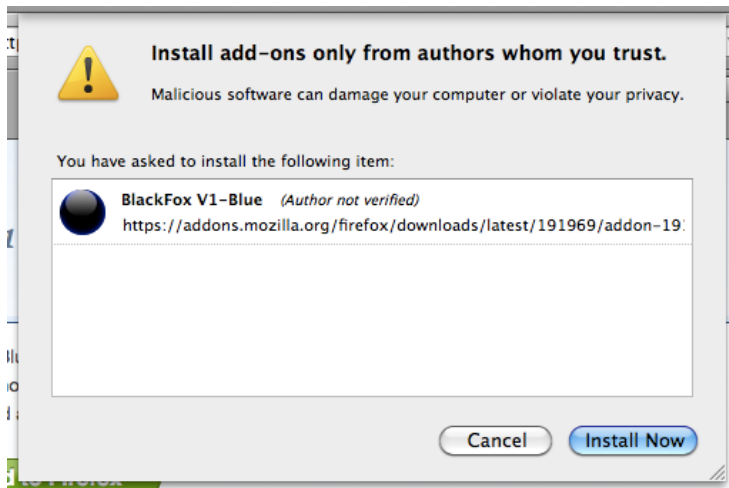 Install add-ons only from authors whom you trust.
Malicious software can damage your computer or violate your privacy.
You have asked to install the following item:
BlackFox V1-Blue (Author not verified)
https://addons.mozilla.org/firefox/downloads/latest/191969/addon-19
Cancel Install Now
to Firefox